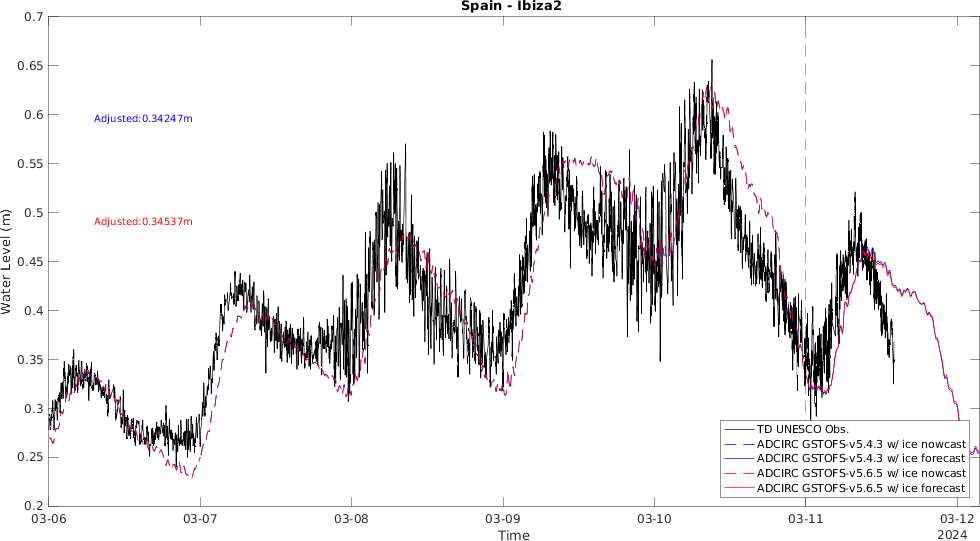 Spain - Ibiza2
0.7
0.65
0.6
0.55
0.5
0.45
0.4
0.35
0.3
0.25
0.2
Water Level (m)
Adjusted:0.34247m
Adjusted:0.34537m
TD UNESCO Obs.
ADCIRC GSTOFS-v5.4.3 w/ ice nowcast
ADCIRC GSTOFS-v5.4.3 w/ ice forecast
ADCIRC GSTOFS-v5.6.5 w/ ice nowcast
ADCIRC GSTOFS-v5.6.5 w/ ice forecast
03-06 03-07 03-08 03-09 03-10 03-11 03-12
Time
2024